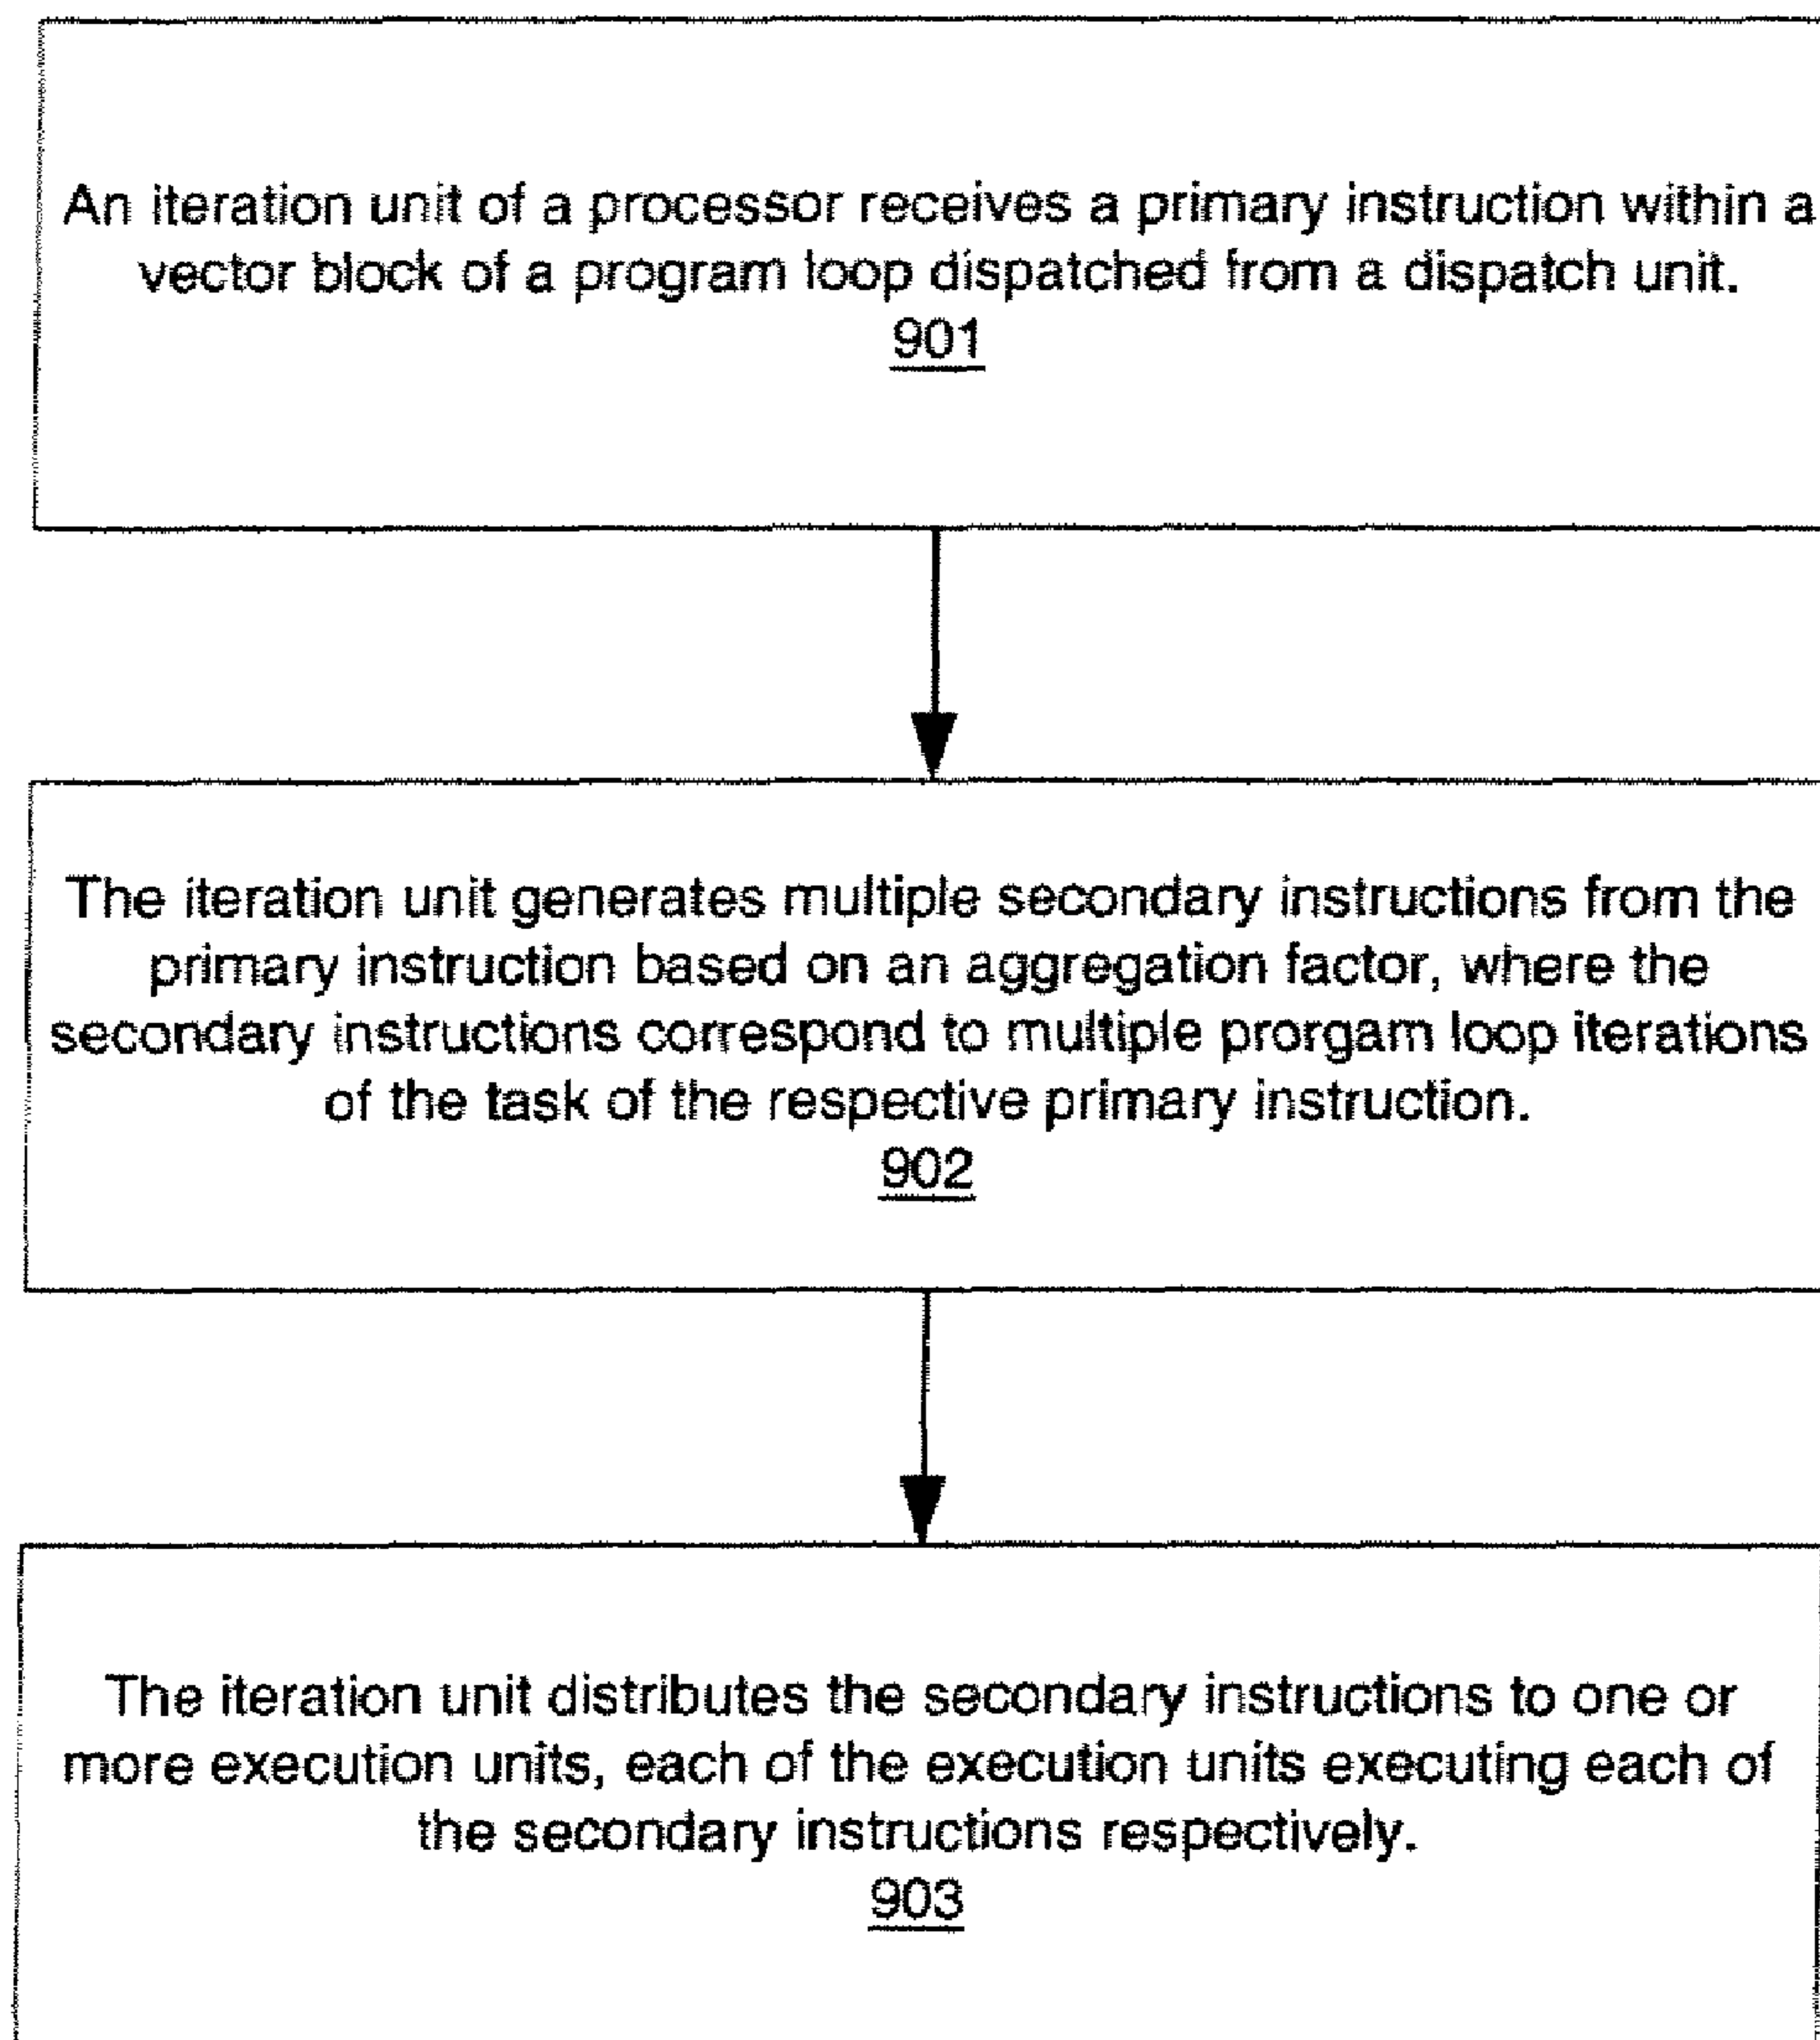 An iteration unit of a processor receives a primary instruction within a
vector block of a program loop dispatched from a dispatch unit.
901
The iteration unit generates multiple secondary instructions from the
primary instruction based on an aggregation factor, where the
secondary instructions correspond to multiple prorgam loop iterations
of the task of the respective primary instruction.
902
The iteration unit distributes the secondary instructions to one or
more execution units, each of the execution units executing each of
the secondary instructions respectively.
903